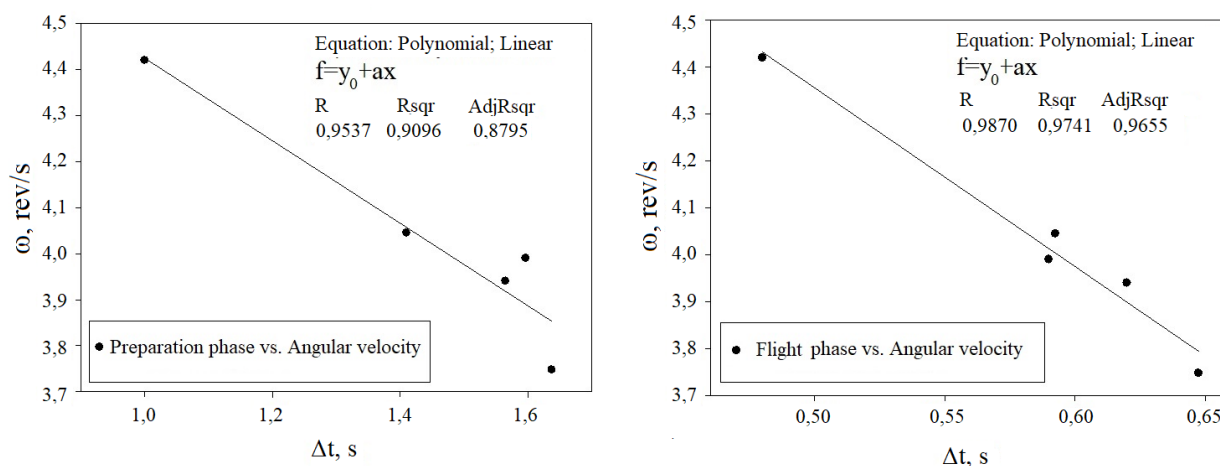 4,5
4,4
4,3
4,2
4,1
4,0
3,9
3,8
3,7
ω, rev/s
Equation: Polynomial; Linear
f=y₀+ax
R Rsqr AdjRsqr
0,9537 0,9096 0,8795
Preparation phase vs. Angular velocity
1,0 1,2 1,4 1,6
Δt, s
4,5
4,4
4,3
4,2
4,1
4,0
3,9
3,8
3,7
ω, rev/s
Equation: Polynomial; Linear
f=y₀+ax
R Rsqr AdjRsqr
0,9870 0,9741 0,9655
Flight phase vs. Angular velocity
0,50 0,55 0,60 0,65
Δt, s